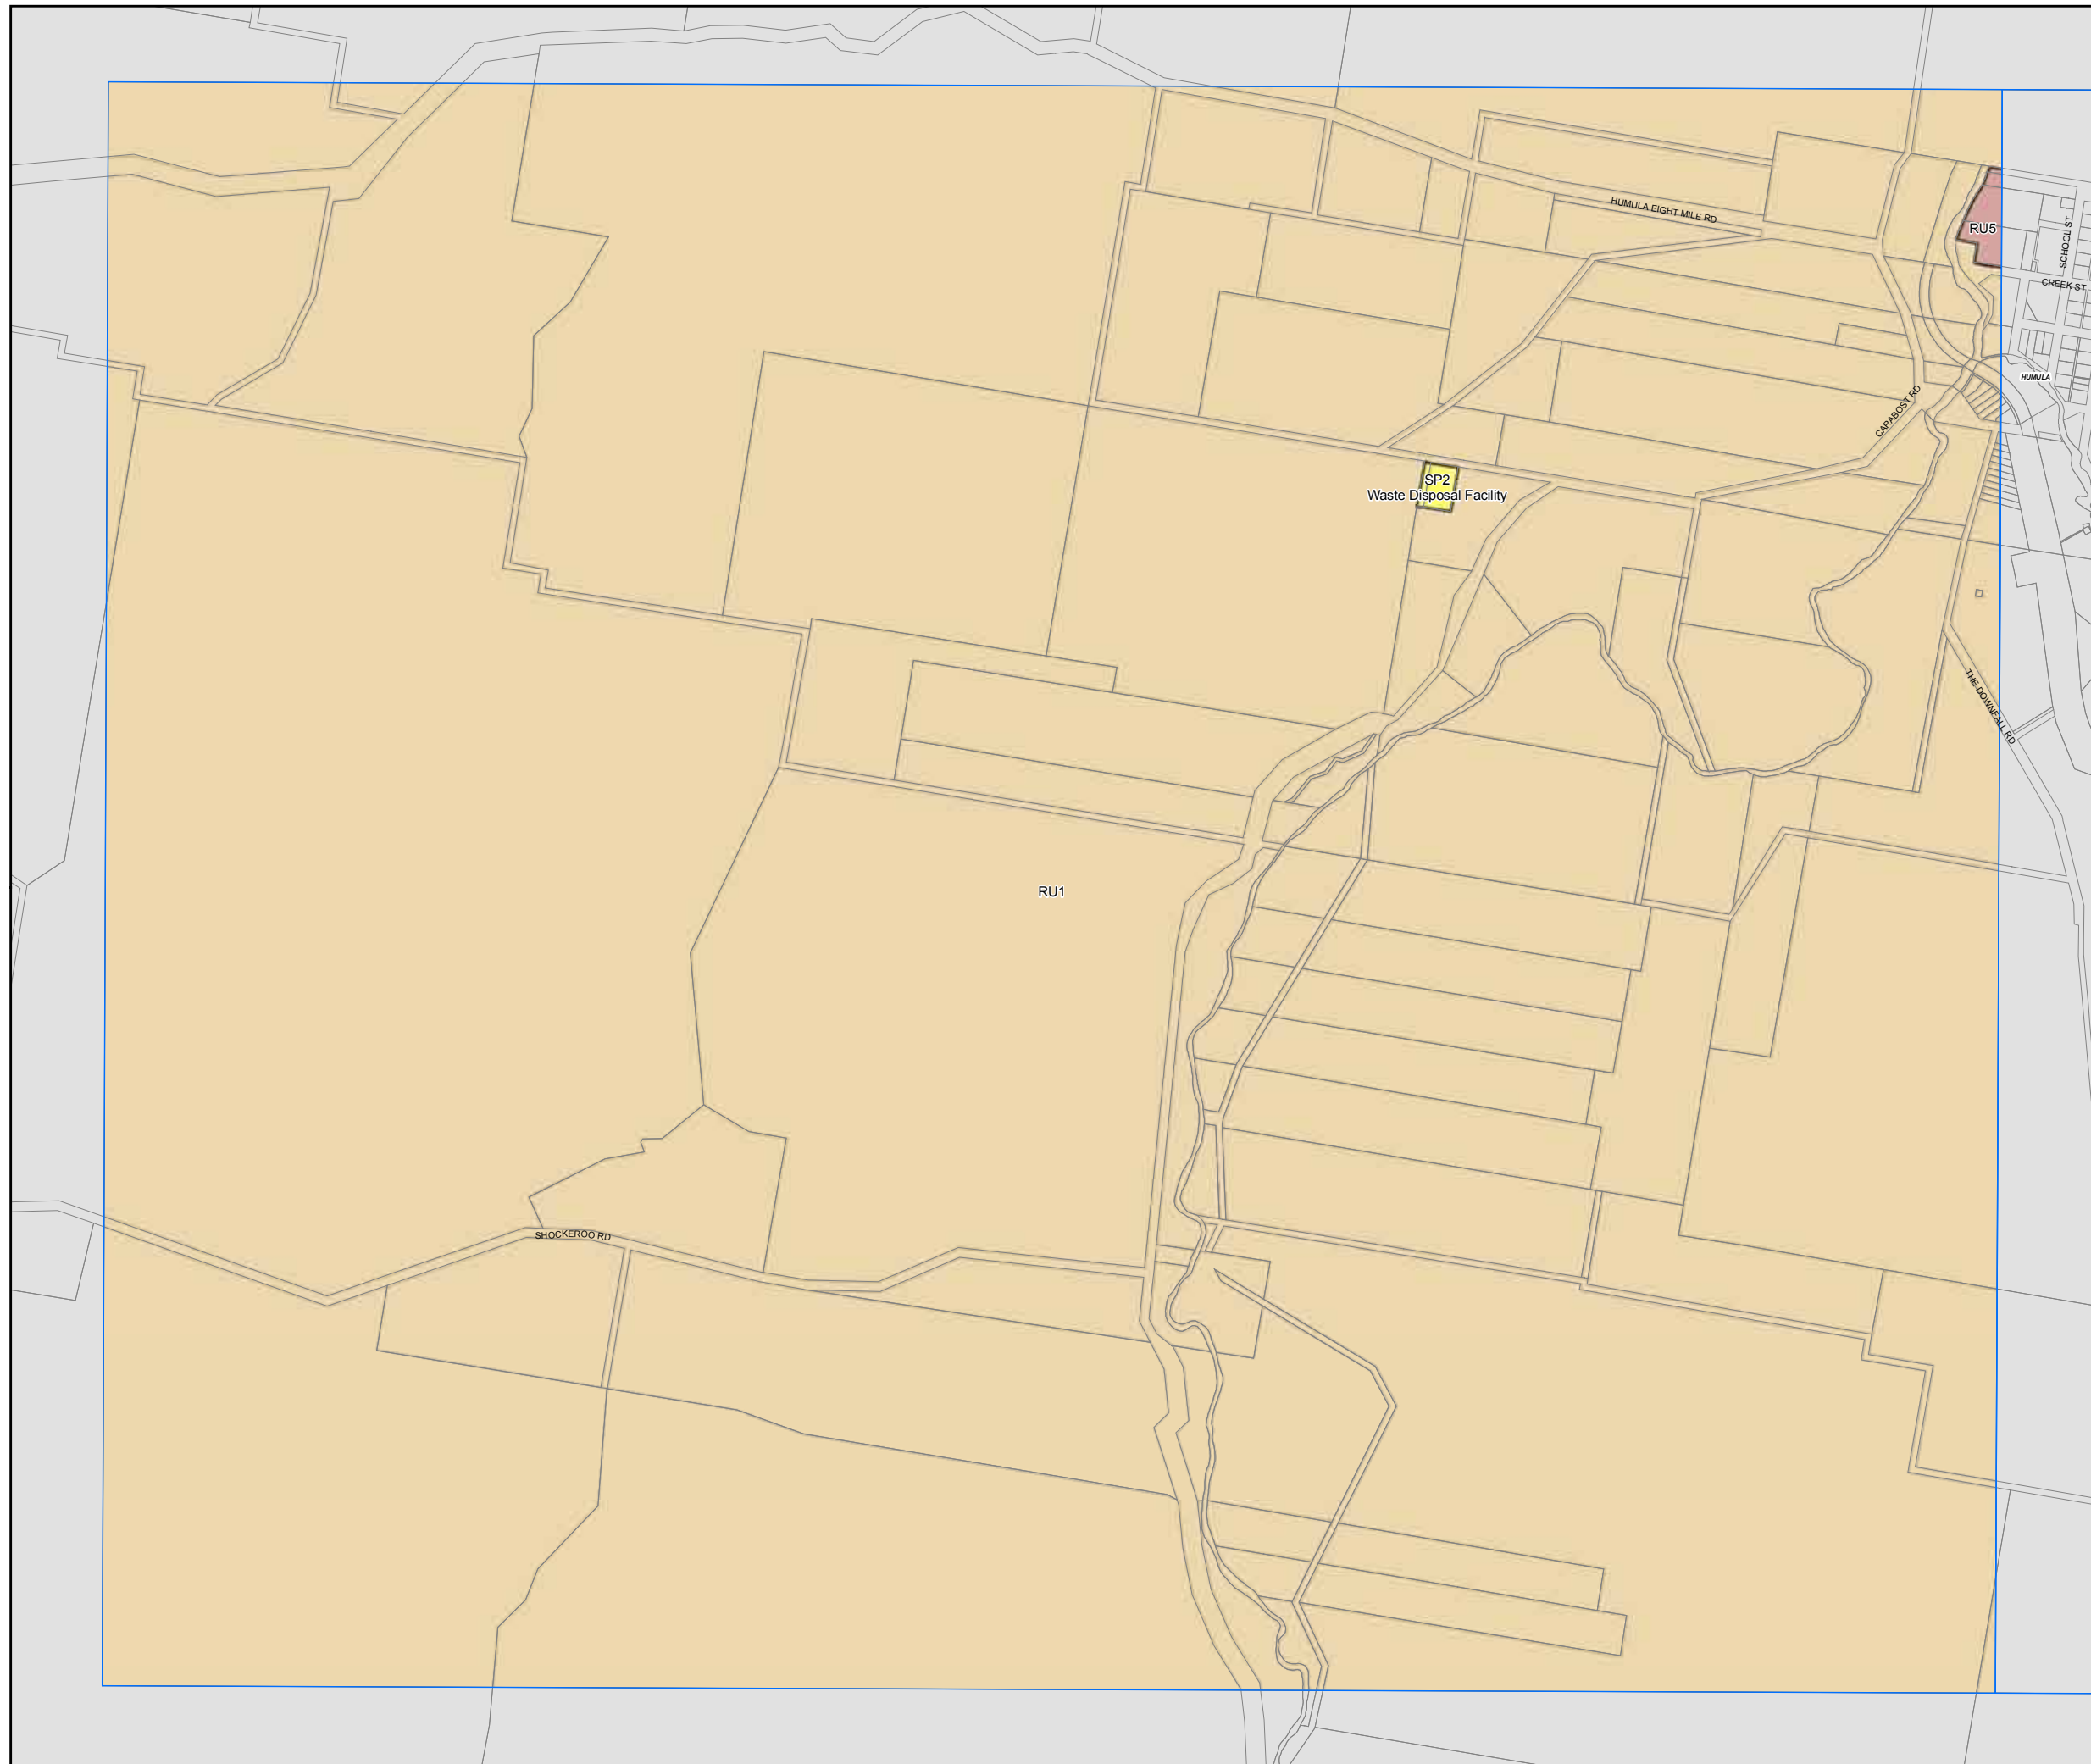 HUMULA EIGHT MILE RD
RU5
SCHOOL ST
CREEK ST
HUMULA
CARABOST RD
SP2
Waste Disposal Facility
THE DOWNFALL RD
RU1
SHOCKEROO RD